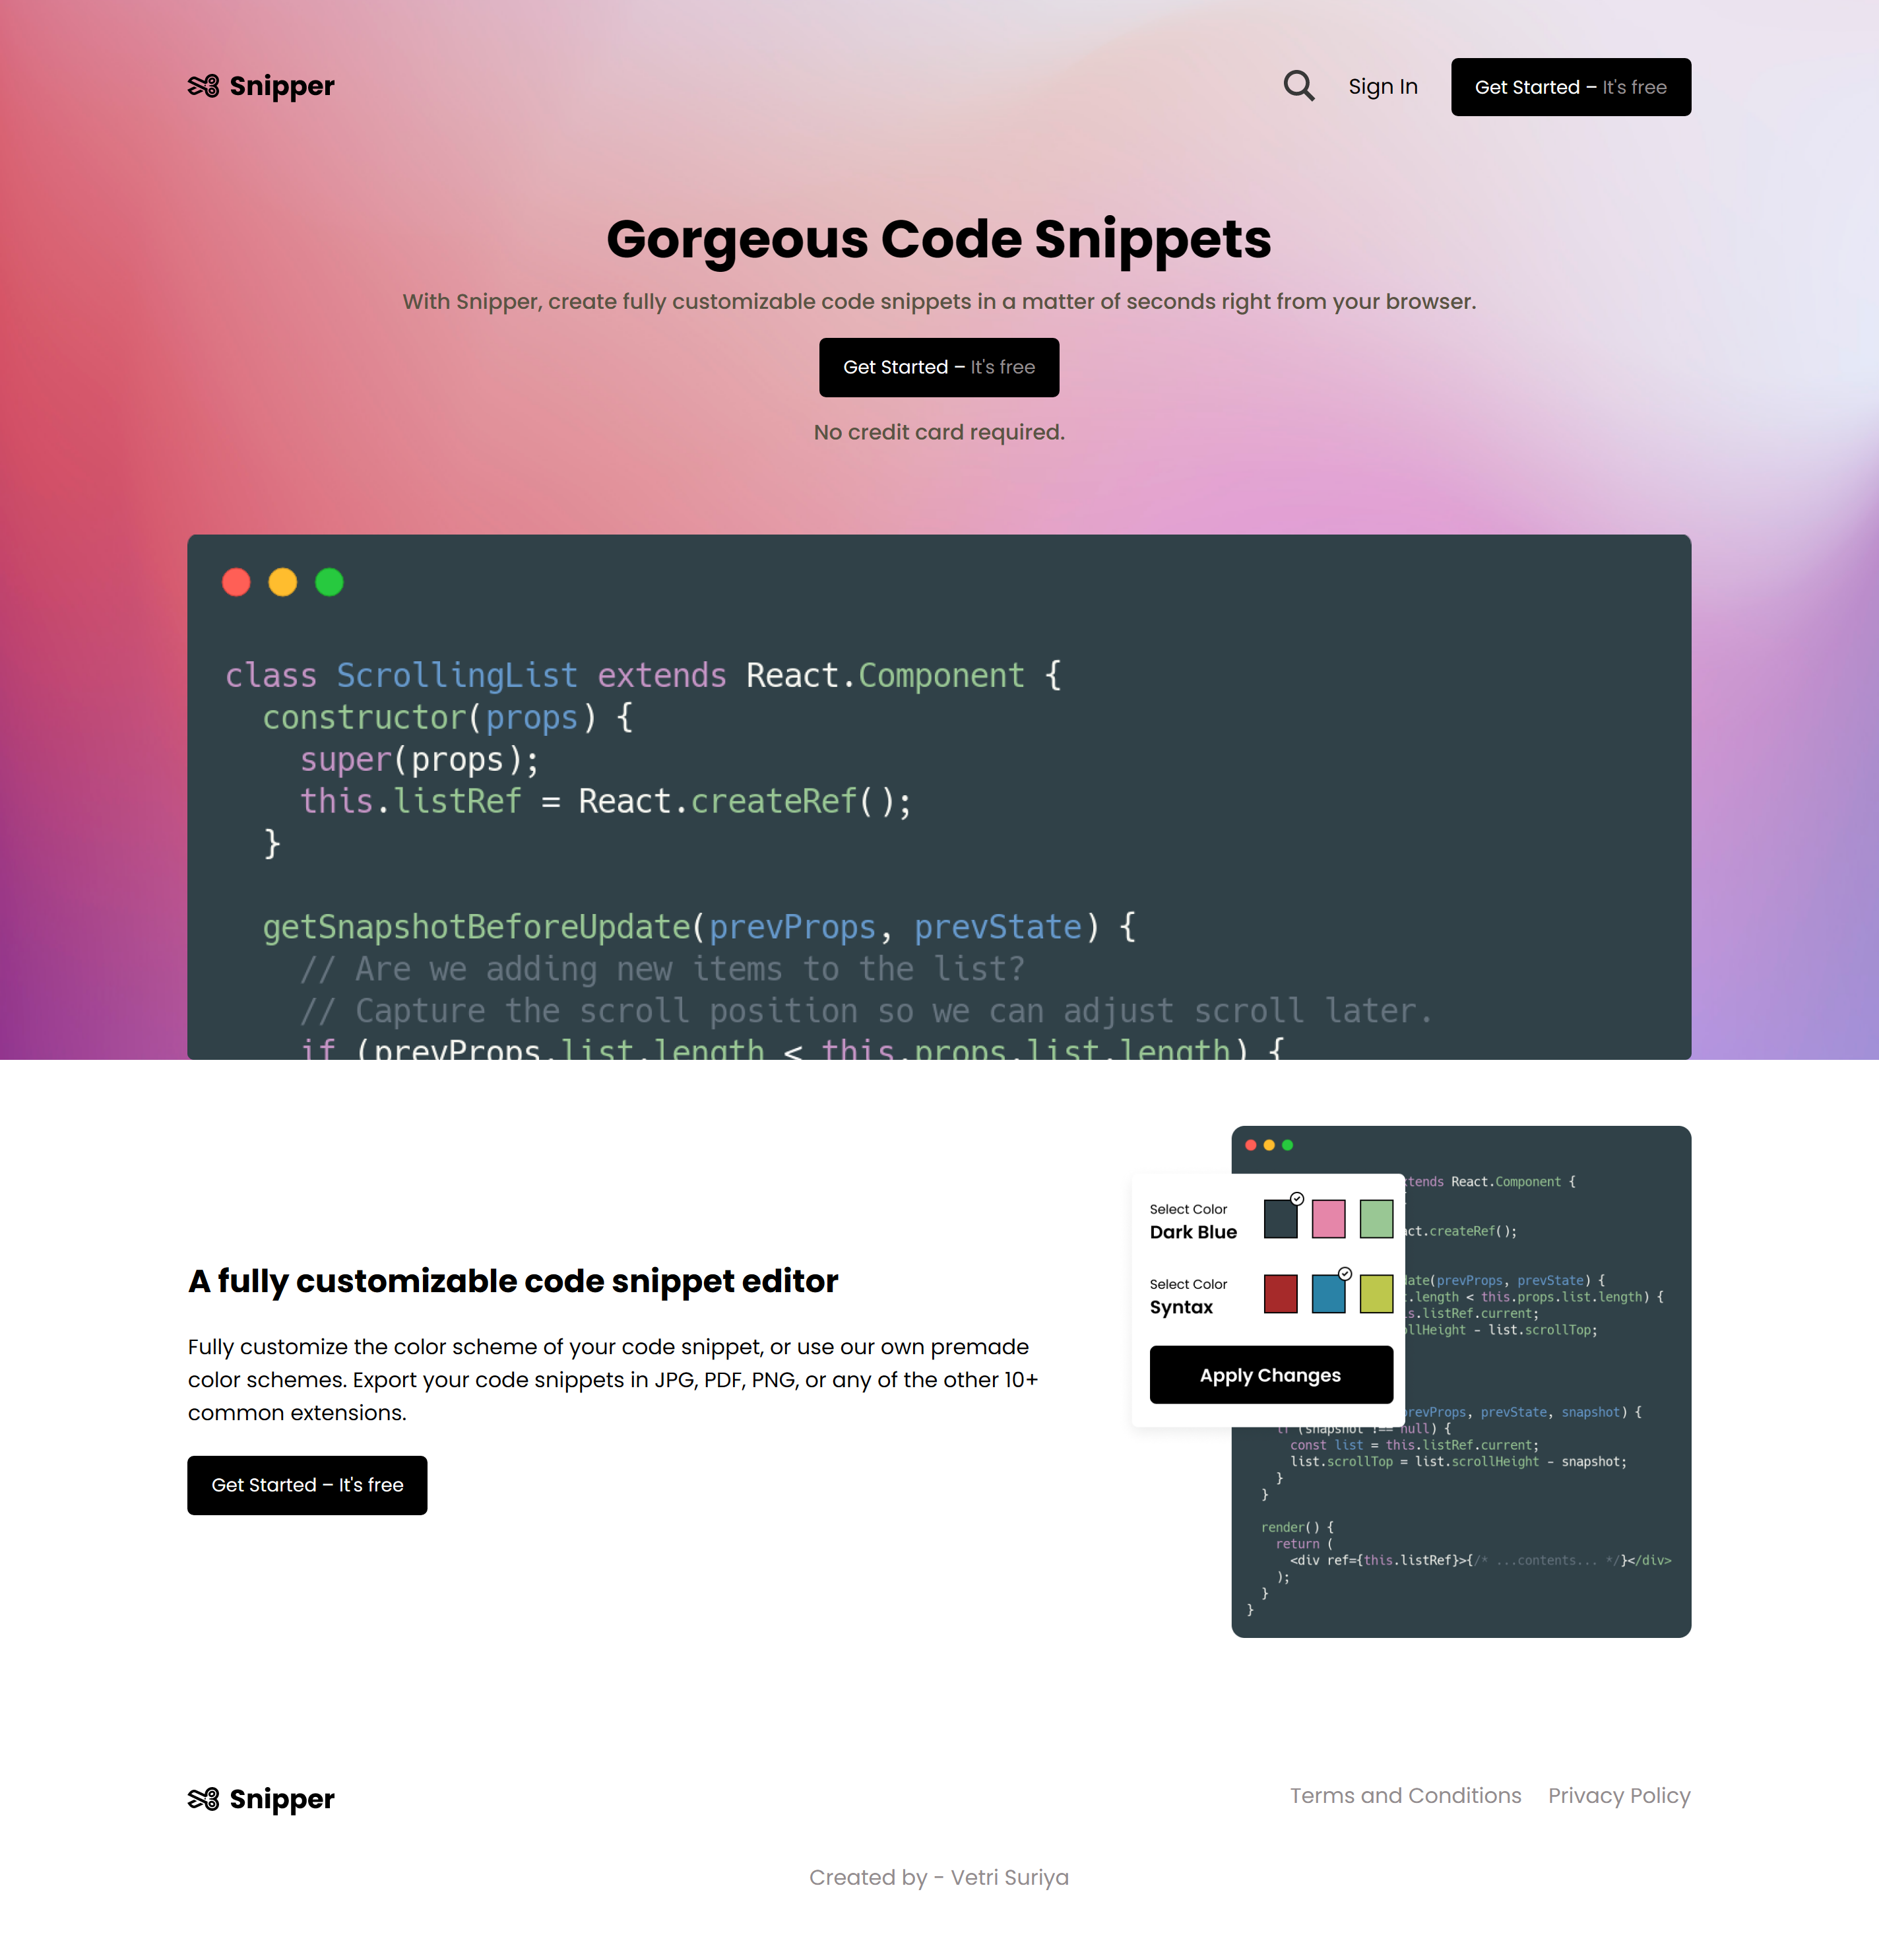 Snipper
Sign In
Get Started – It's free
Gorgeous Code Snippets
With Snipper, create fully customizable code snippets in a matter of seconds right from your browser.
Get Started – It's free
No credit card required.
class ScrollingList extends React.Component {
constructor(props) {
super(props);
this.listRef = React.createRef();
}
getSnapshotBeforeUpdate(prevProps, prevState) {
// Are we adding new items to the list?
// Capture the scroll position so we can adjust scroll later.
if (prevProps.list.length < this.props.list.length) {
A fully customizable code snippet editor
Fully customize the color scheme of your code snippet, or use our own premade
color schemes. Export your code snippets in JPG, PDF, PNG, or any of the other 10+
common extensions.
Get Started – It's free
Select Color
Dark Blue
Select Color
Syntax
Apply Changes
React.Component {
createRef();
(prevProps, prevState) {
.length < this.props.list.length) {
.listRef.current;
- list.scrollTop;
prevProps, prevState, snapshot) {
if (snapshot !== null) {
const list = this.listRef.current;
list.scrollTop = list.scrollHeight - snapshot;
}
}
render() {
return (
<div ref={this.listRef}>{/* ...contents... */}</div>
);
}
}
Snipper
Terms and Conditions
Privacy Policy
Created by - Vetri Suriya